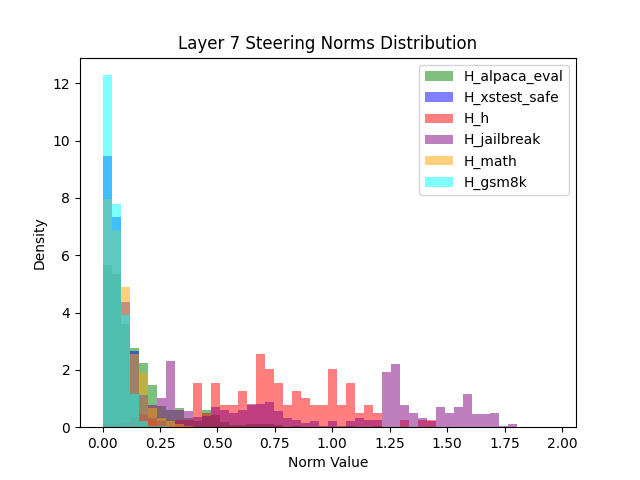 Layer 7 Steering Norms Distribution
H_alpaca_eval
H_xstest_safe
H_h
H_jailbreak
H_math
H_gsm8k
12
10
8
6
4
2
0
Density
0.00 0.25 0.50 0.75 1.00 1.25 1.50 1.75 2.00
Norm Value